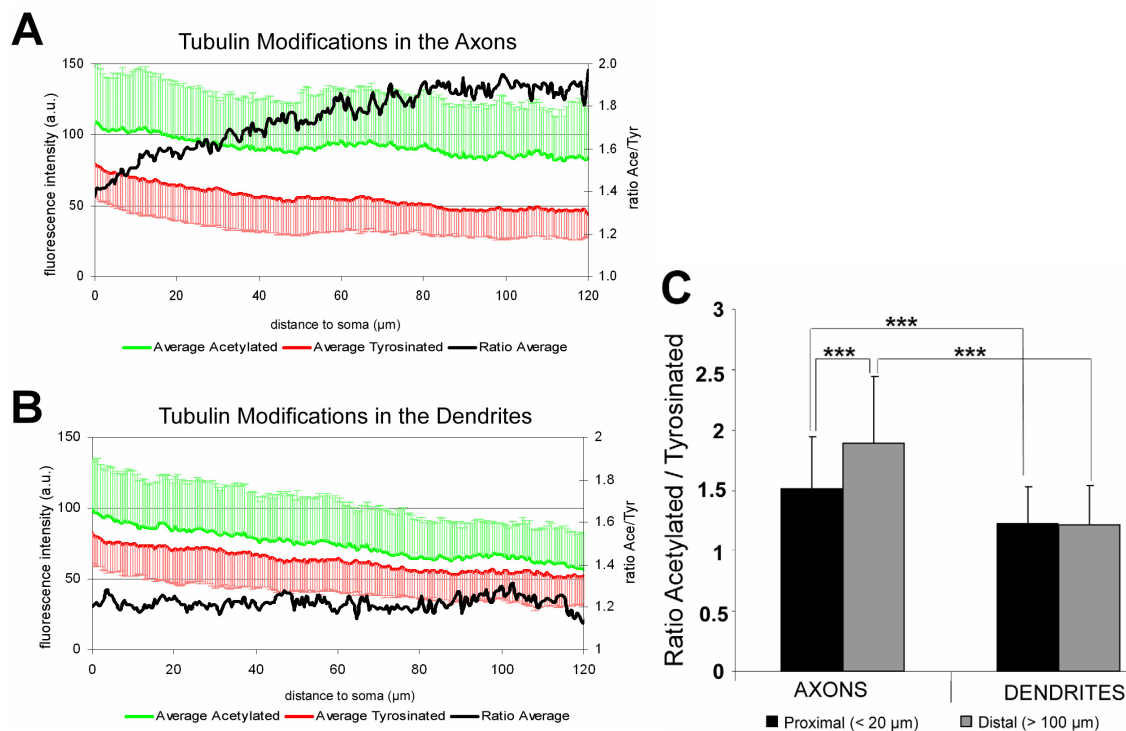 A
Tubulin Modifications in the Axons
fluorescence intensity (a.u.)
150
100
50
0
2.0
1.8
1.6
1.4
1.2
1.0
ratio Ace/Tyr
0 20 40 60 80 100 120
distance to soma (µm)
Average Acetylated Average Tyrosinated Ratio Average
B
Tubulin Modifications in the Dendrites
fluorescence intensity (a.u.)
150
100
50
0
2
1.8
1.6
1.4
1.2
1
ratio Ace/Tyr
0 20 40 60 80 100 120
distance to soma (µm)
Average Acetylated Average Tyrosinated Ratio Average
C
Ratio Acetylated / Tyrosinated
3
2.5
2
1.5
1
0.5
0
***
*** ***
AXONS DENDRITES
Proximal (< 20 µm) Distal (> 100 µm)